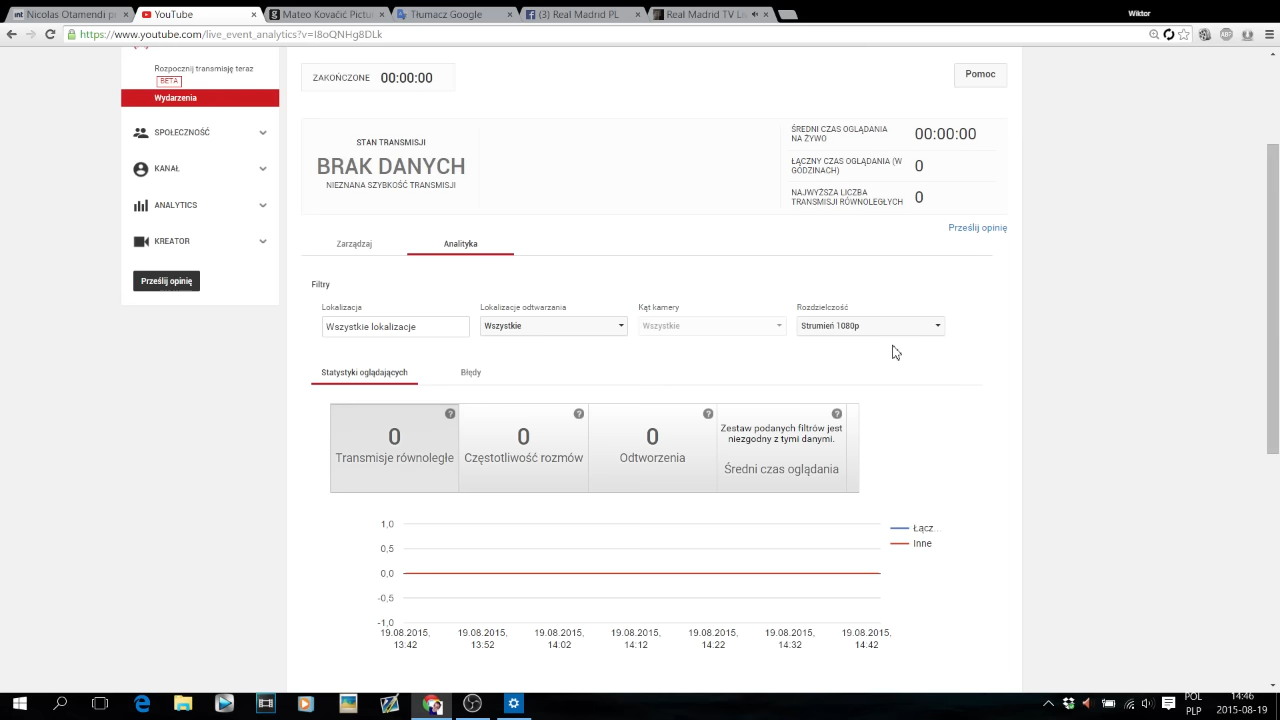 Nicolas Otamendi p
YouTube
Mateo Kovačić Pictu
Tłumacz Google
(3) Real Madrid PL
Real Madrid TV Li
Wiktor
https://www.youtube.com/live_event_analytics?v=I8oQNHg8DLk
Rozpocznij transmisję teraz
BETA
Wydarzenia
SPOŁECZNOŚĆ
KANAŁ
ANALYTICS
KREATOR
Prześlij opinię
ZAKOŃCZONE 00:00:00
Pomoc
STAN TRANSMISJI
BRAK DANYCH
NIEZNANA SZYBKOŚĆ TRANSMISJI
ŚREDNI CZAS OGLĄDANIA
NA ŻYWO
00:00:00
ŁĄCZNY CZAS OGLĄDANIA (W
GODZINACH)
0
NAJWYŻSZA LICZBA
TRANSMISJI RÓWNOLEGŁYCH
0
Prześlij opinię
Zarządzaj
Analityka
Filtry
Lokalizacja
Lokalizacje odtwarzania
Kąt kamery
Rozdzielczość
Wszystkie lokalizacje
Wszystkie
Wszystkie
Strumień 1080p
Statystyki oglądających
Błędy
0
Transmisje równoległe
0
Częstotliwość rozmów
0
Odtworzenia
Zestaw podanych filtrów jest
niezgodny z tymi danymi.
Średni czas oglądania
1,0
0,5
0,0
-0,5
-1,0
Łącz...
Inne
19.08.2015,
13:42
19.08.2015,
13:52
19.08.2015,
14:02
19.08.2015,
14:12
19.08.2015,
14:22
19.08.2015,
14:32
19.08.2015,
14:42
POL
PLP
14:46
2015-08-19